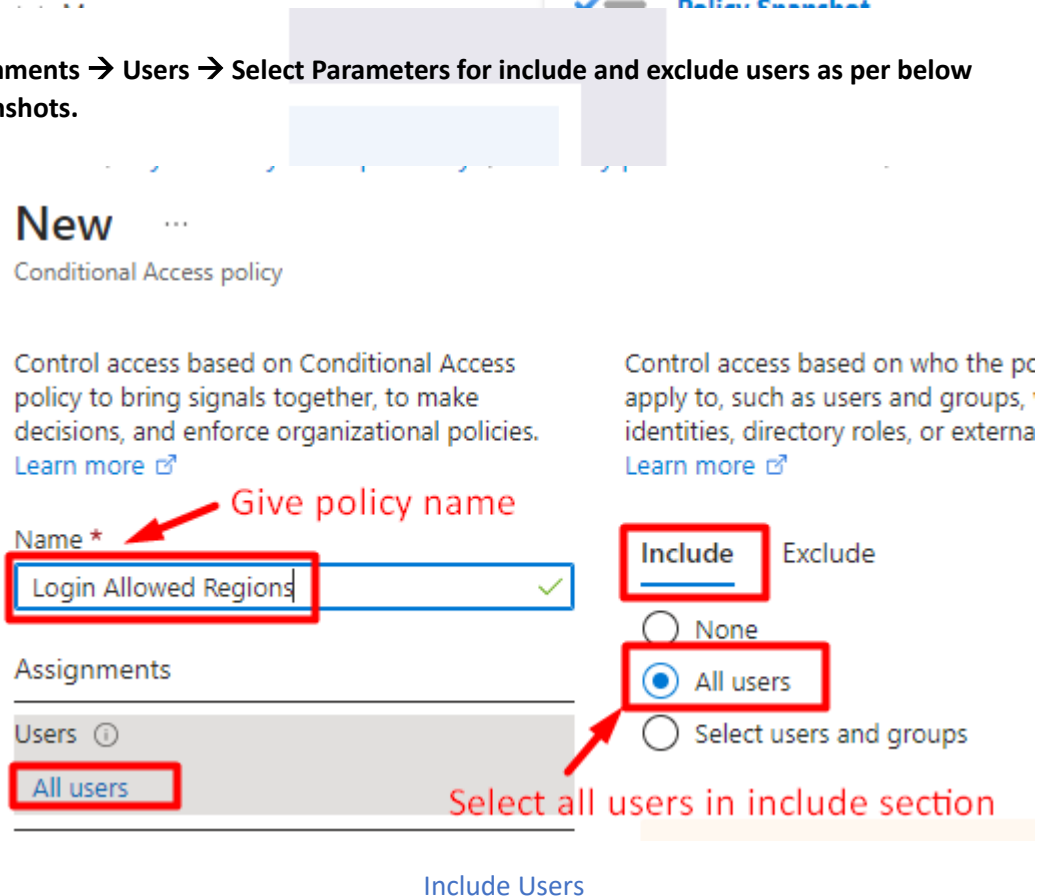 Policy Snapshot
nments → Users → Select Parameters for include and exclude users as per below
nshots.
New ...
Conditional Access policy
Control access based on Conditional Access
policy to bring signals together, to make
decisions, and enforce organizational policies.
Learn more
Control access based on who the po
apply to, such as users and groups,
identities, directory roles, or externa
Learn more
Give policy name
Name *
Login Allowed Regions
Include Exclude
None
All users
Select users and groups
Assignments
Users
All users
Select all users in include section
Include Users